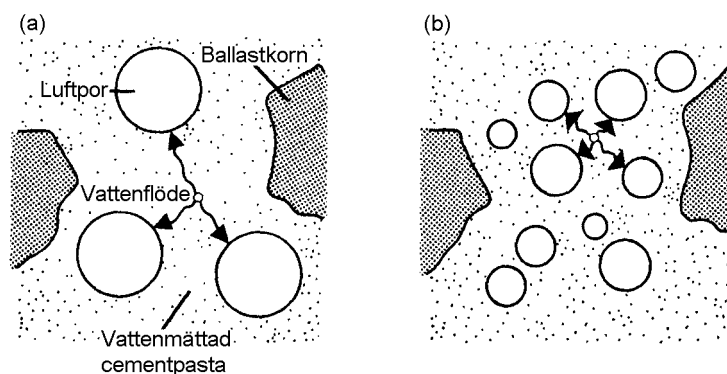 (a)
(b)
Ballastkorn
Luftpor
Vattenflöde
Vattenmättad
cementpasta